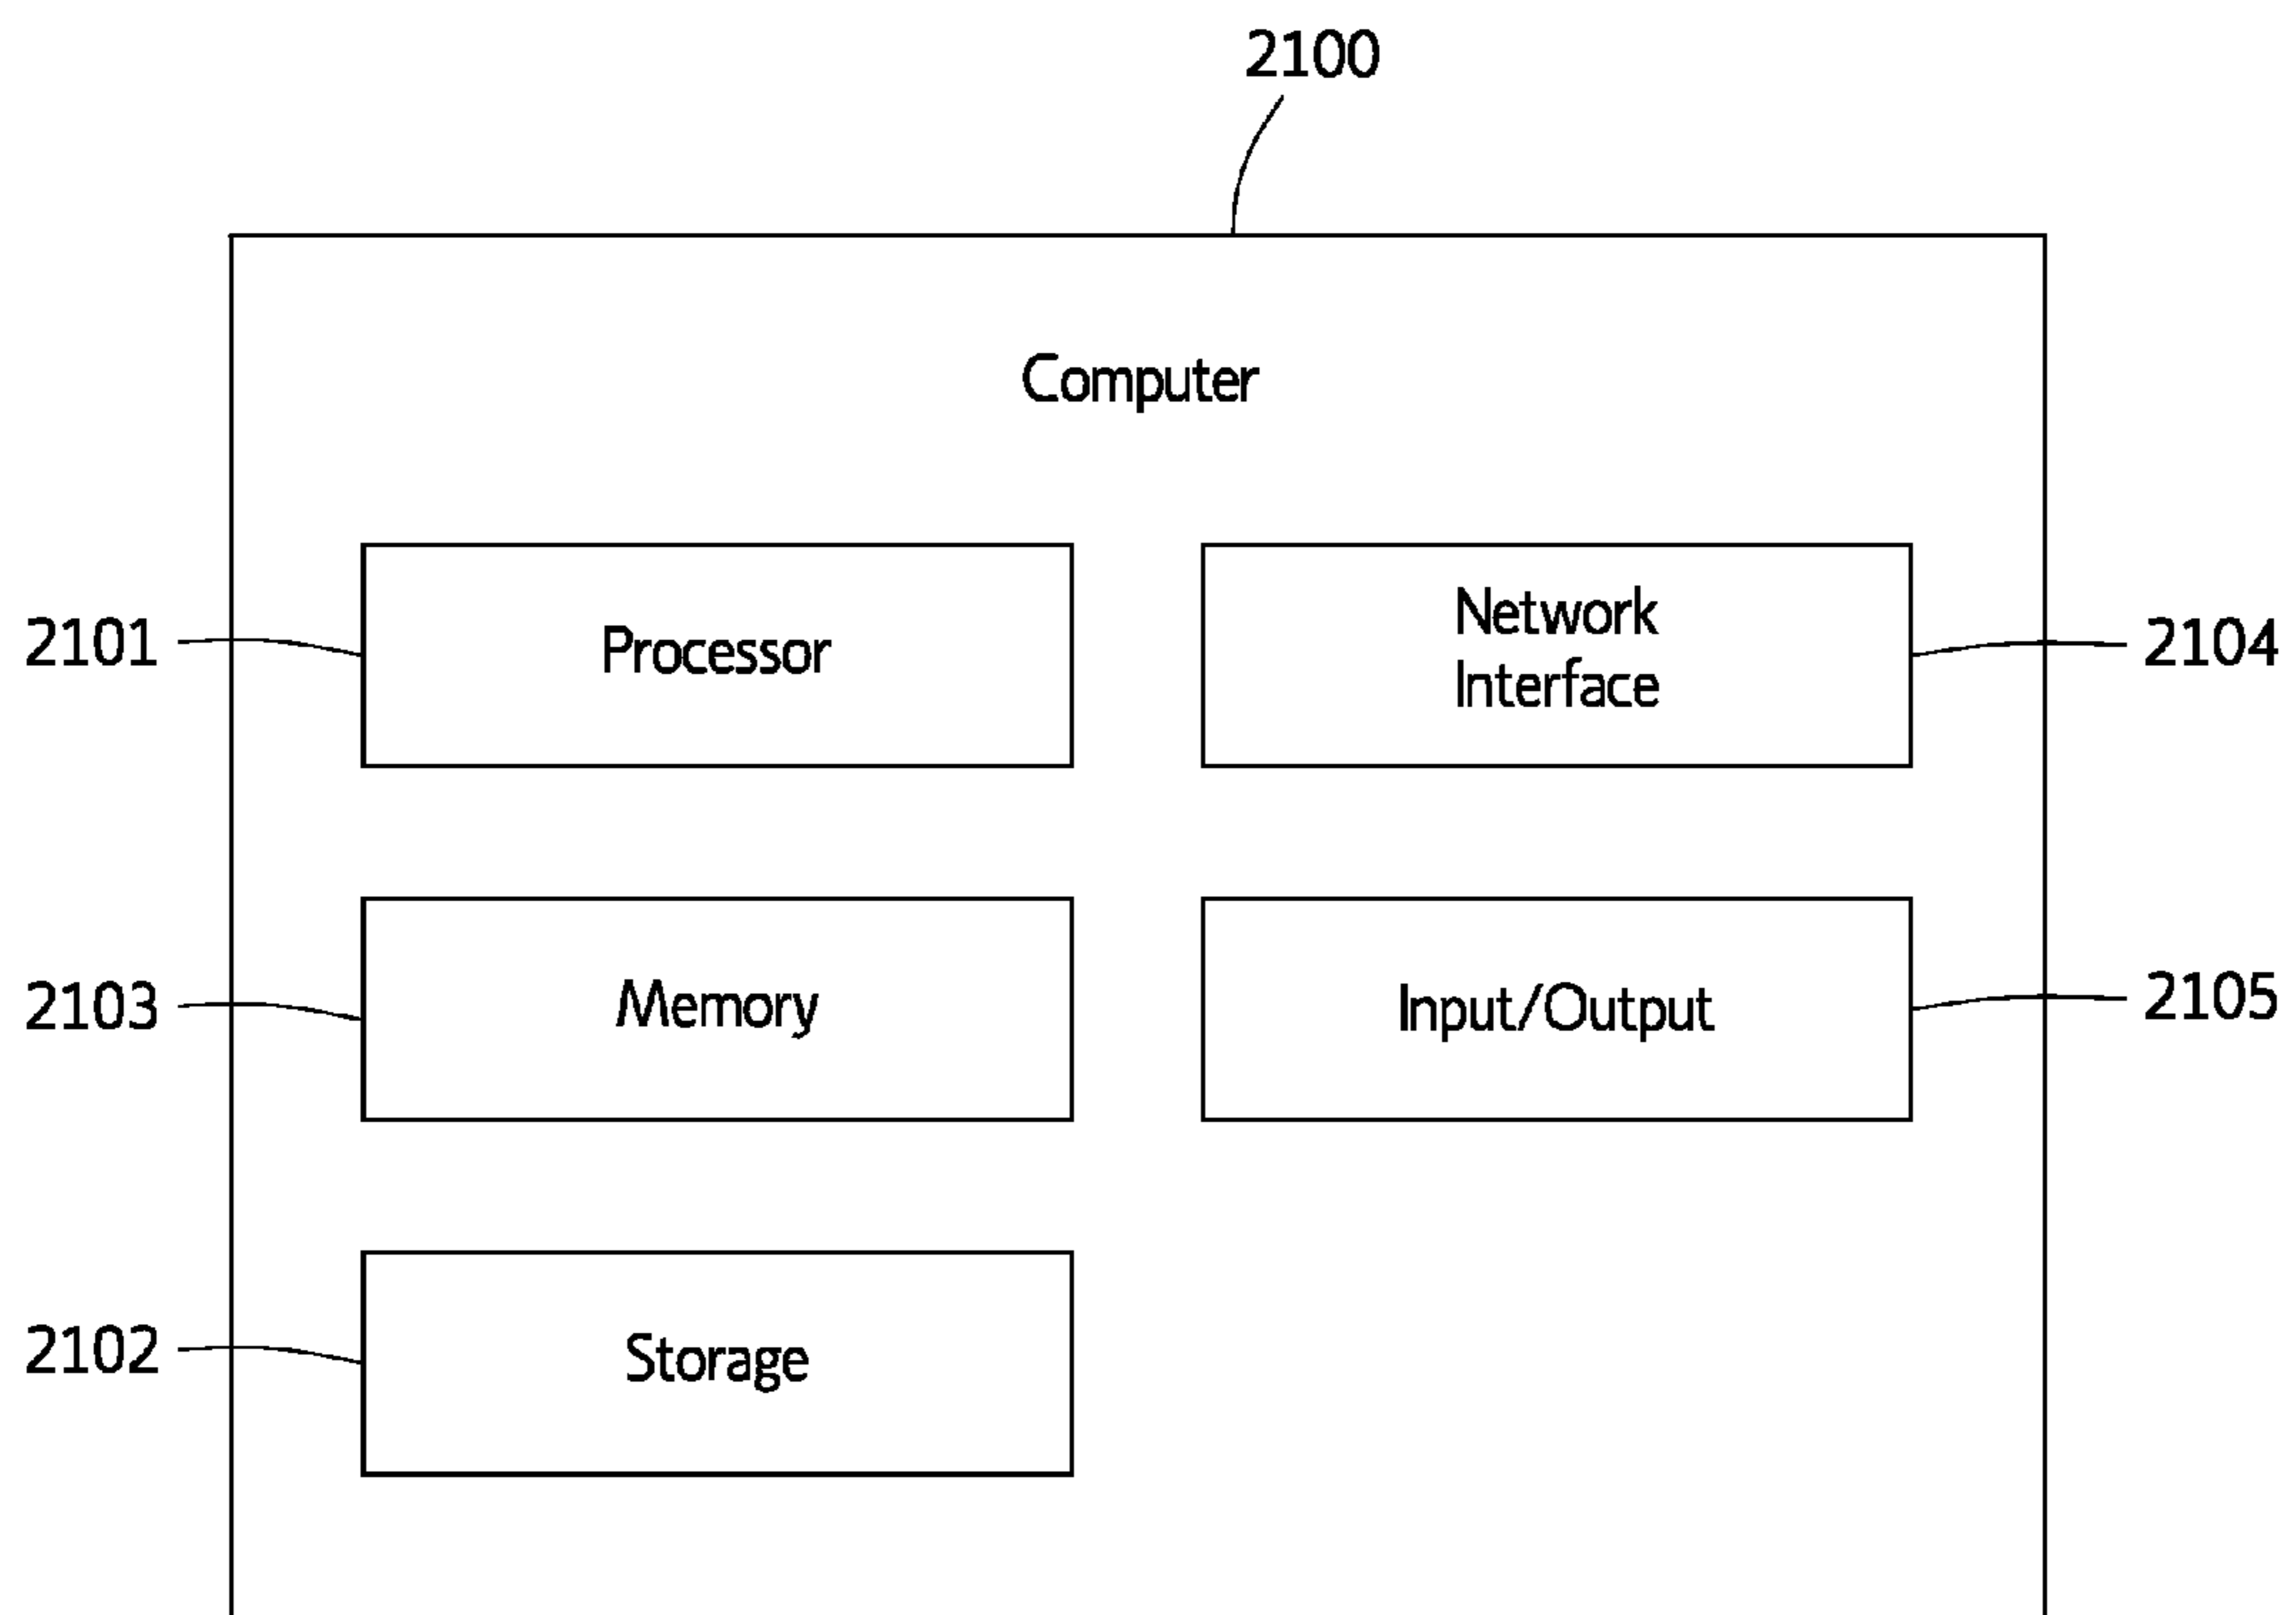 2100
Computer
2101
Processor
Network
Interface
2104
2103
Memory
Input/Output
2105
2102
Storage